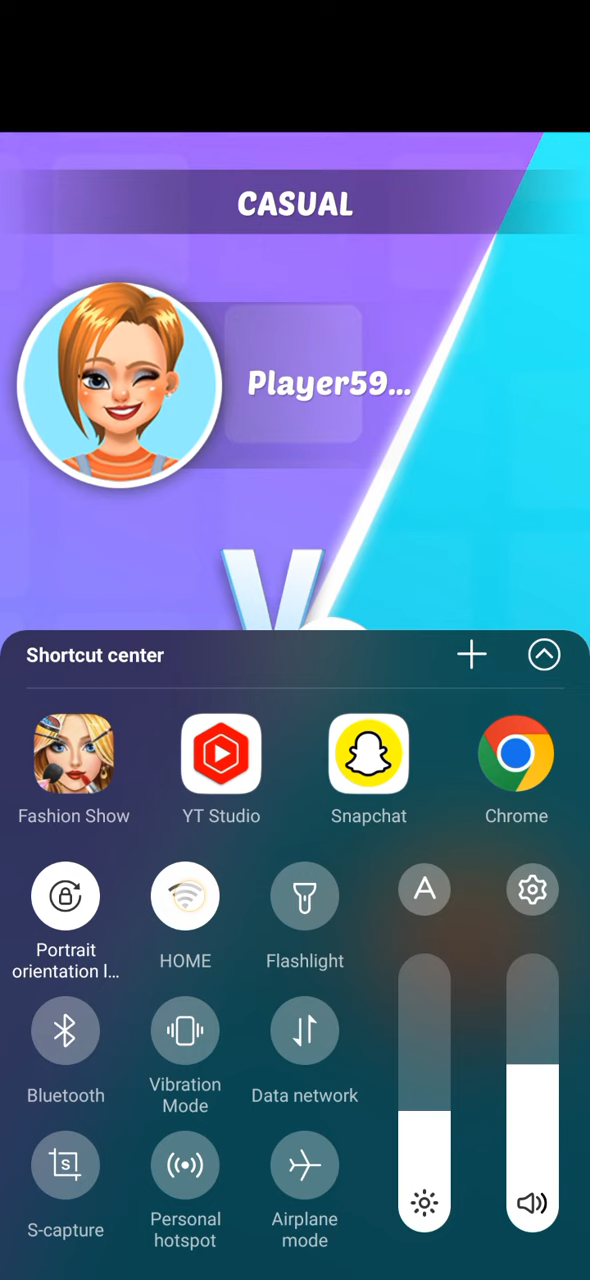 CASUAL
Player59...
V
Shortcut center
Fashion Show
YT Studio
Snapchat
Chrome
A
Portrait
orientation l...
HOME
Flashlight
Bluetooth
Vibration
Mode
Data network
S
S-capture
Personal
hotspot
Airplane
mode